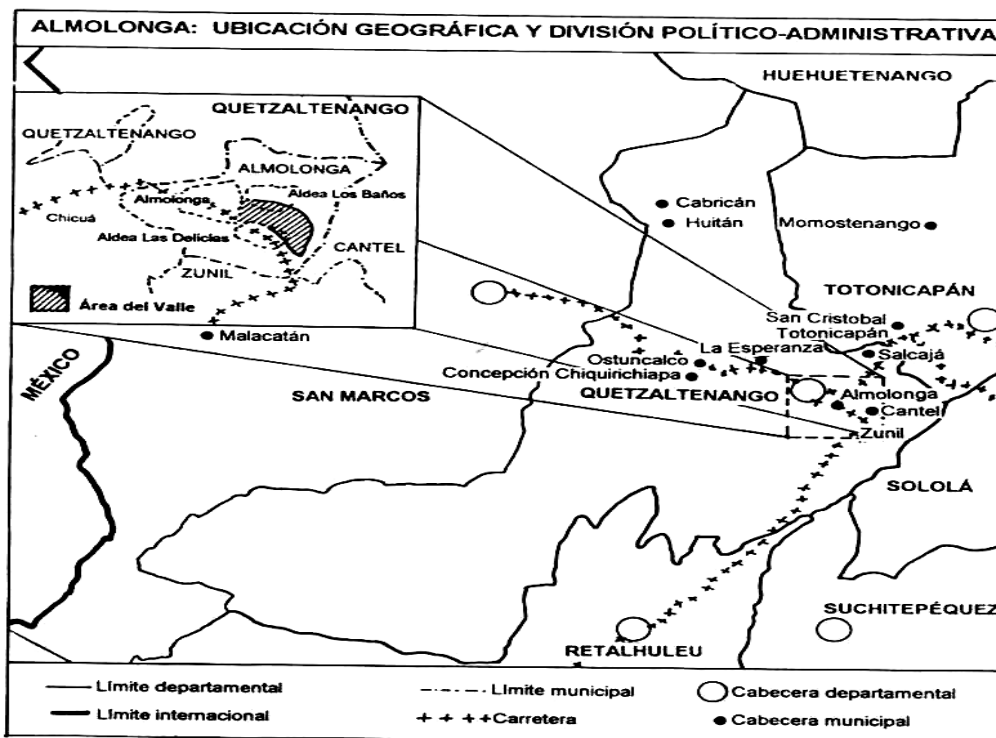 ALMOLONGA: UBICACIÓN GEOGRÁFICA Y DIVISIÓN POLÍTICO-ADMINISTRATIVA
HUEHUETENANGO
QUETZALTENANGO
QUETZALTENANGO
ALMOLONGA
Aldea Los Baños
Almolonga
Chicuá
Aldea Las Delicias
CANTEL
ZUNIL
Área del Valle
Cabricán
Huitán
Momostenango
TOTONICAPÁN
San Cristobal
Totonicapán
Malacatán
La Esperanza
Salcajá
Ostuncalco
Concepción Chiquirichiapa
MÉXICO
SAN MARCOS
QUETZALTENANGO
Almolonga
Cantel
Zunil
SOLOLÁ
SUCHITEPÉQUEZ
RETALHULEU
Límite departamental
Límite municipal
Cabecera departamental
Límite internacional
Carretera
Cabecera municipal